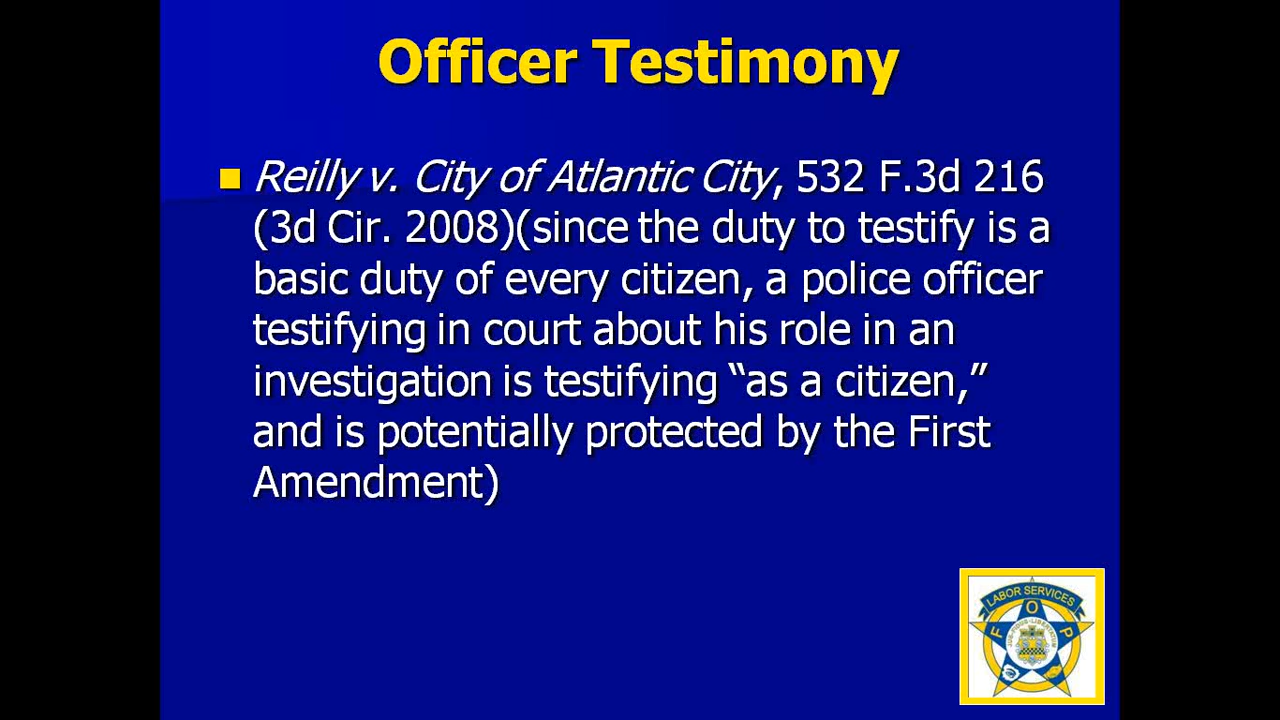 Officer Testimony
Reilly v. City of Atlantic City, 532 F.3d 216
(3d Cir. 2008)(since the duty to testify is a
basic duty of every citizen, a police officer
testifying in court about his role in an
investigation is testifying “as a citizen,”
and is potentially protected by the First
Amendment)
LABOR SERVICES
F O P